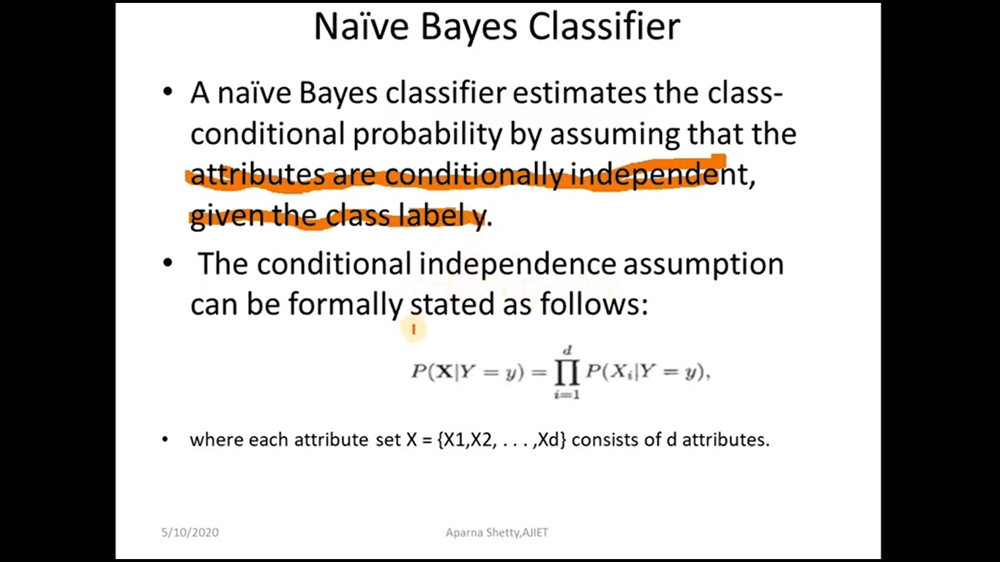 Naïve Bayes Classifier
• A naïve Bayes classifier estimates the class-
conditional probability by assuming that the
attributes are conditionally independent,
given the class label y.
• The conditional independence assumption
can be formally stated as follows:
P(X|Y = y) = ∏_{i=1}^{d} P(X_i|Y = y),
• where each attribute set X = {X1,X2, . . . ,Xd} consists of d attributes.
5/10/2020 Aparna Shetty,AJIET